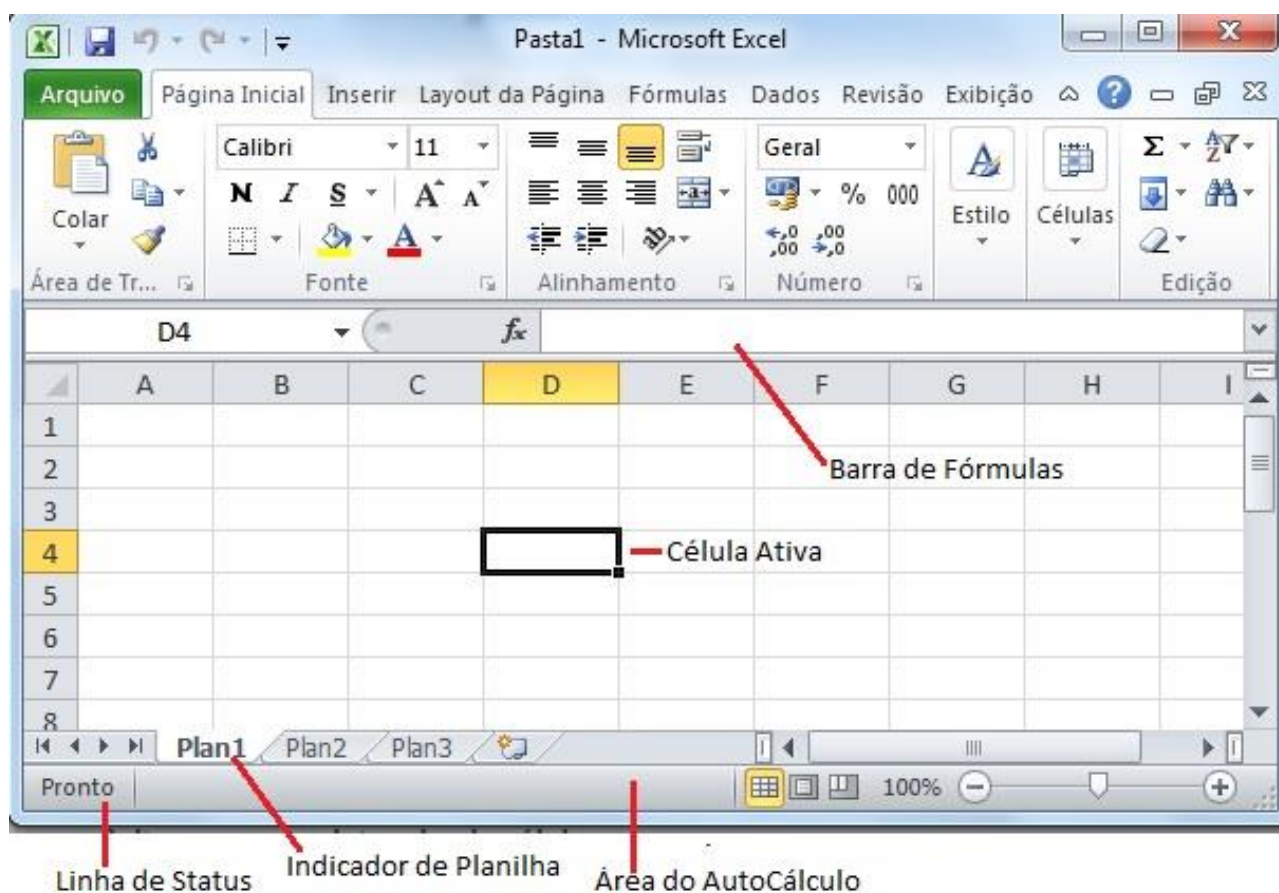 Pasta1 - Microsoft Excel
Arquivo Página Inicial Inserir Layout da Página Fórmulas Dados Revisão Exibição
Calibri 11 Geral
N I S A A % 000
Colar Estilo Células
Área de Tr... Fonte Alinhamento Número Edição
D4 fx
A B C D E F G H I
1
2 Barra de Fórmulas
3
4 Célula Ativa
5
6
7
8
Plan1 Plan2 Plan3
Pronto 100%
Linha de Status Indicador de Planilha Área do AutoCálculo